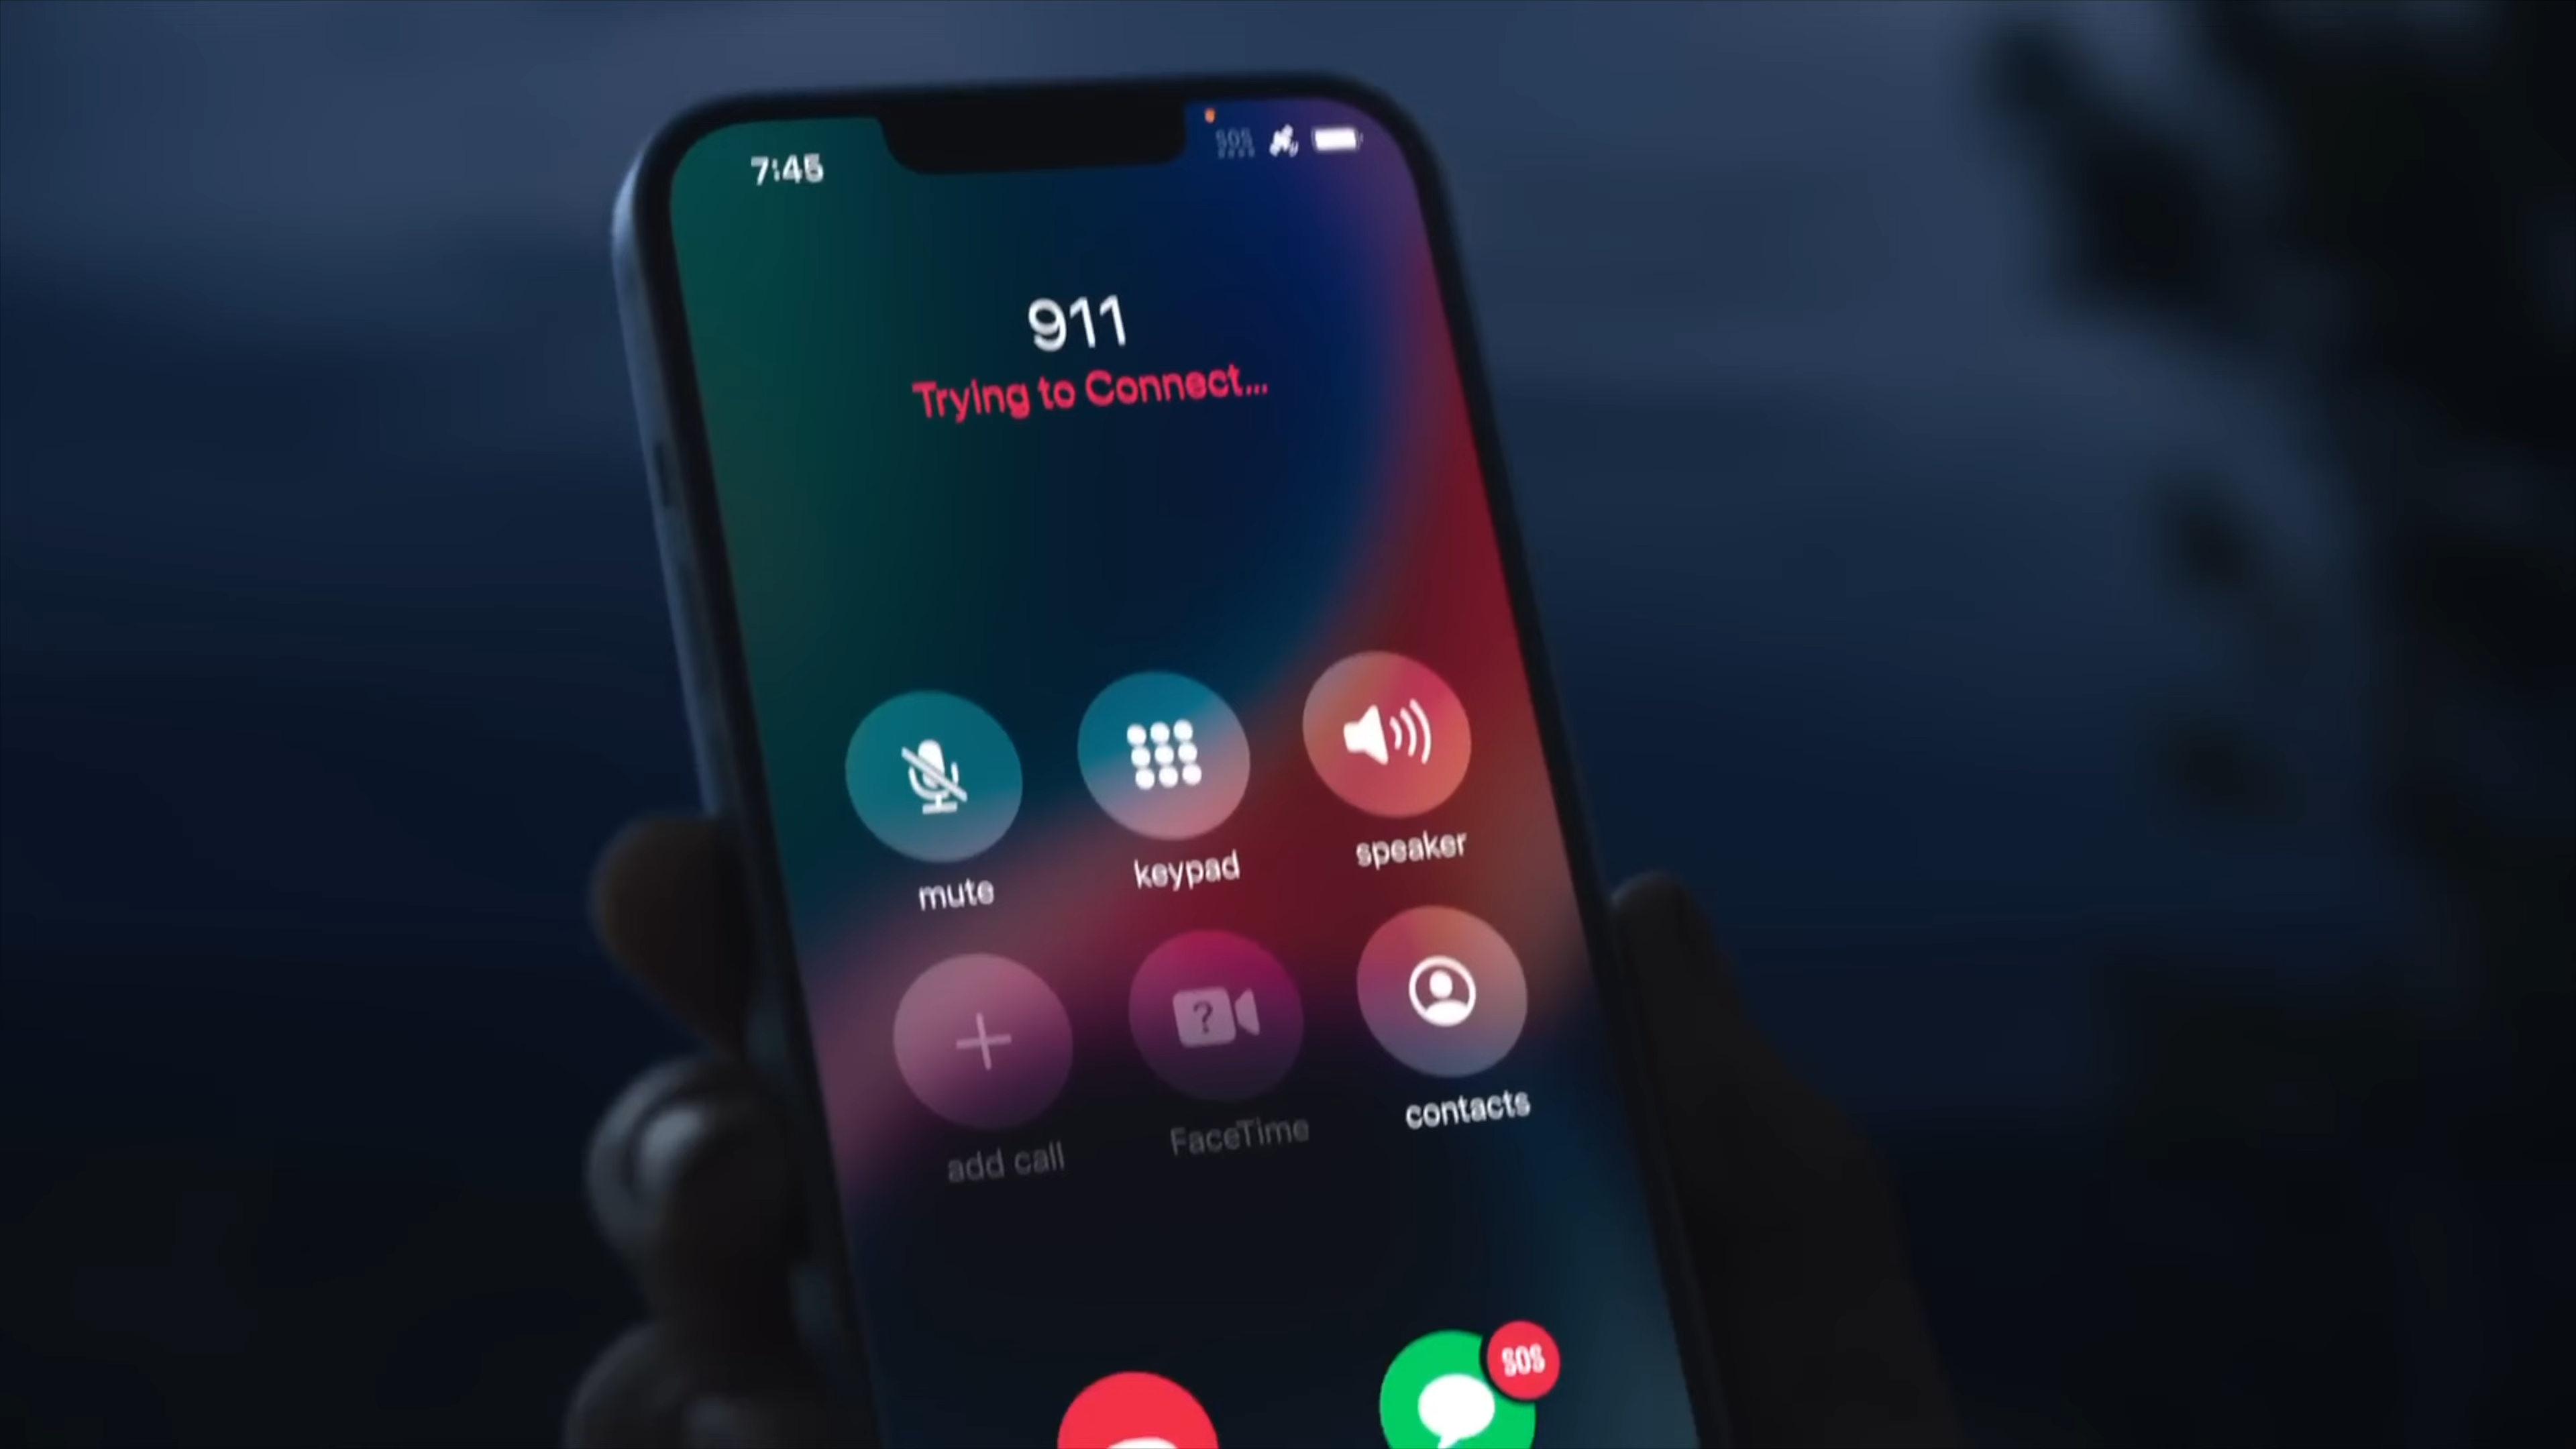 7:45
SOS
911
Trying to Connect...
mute
keypad
speaker
add call
FaceTime
contacts
SOS